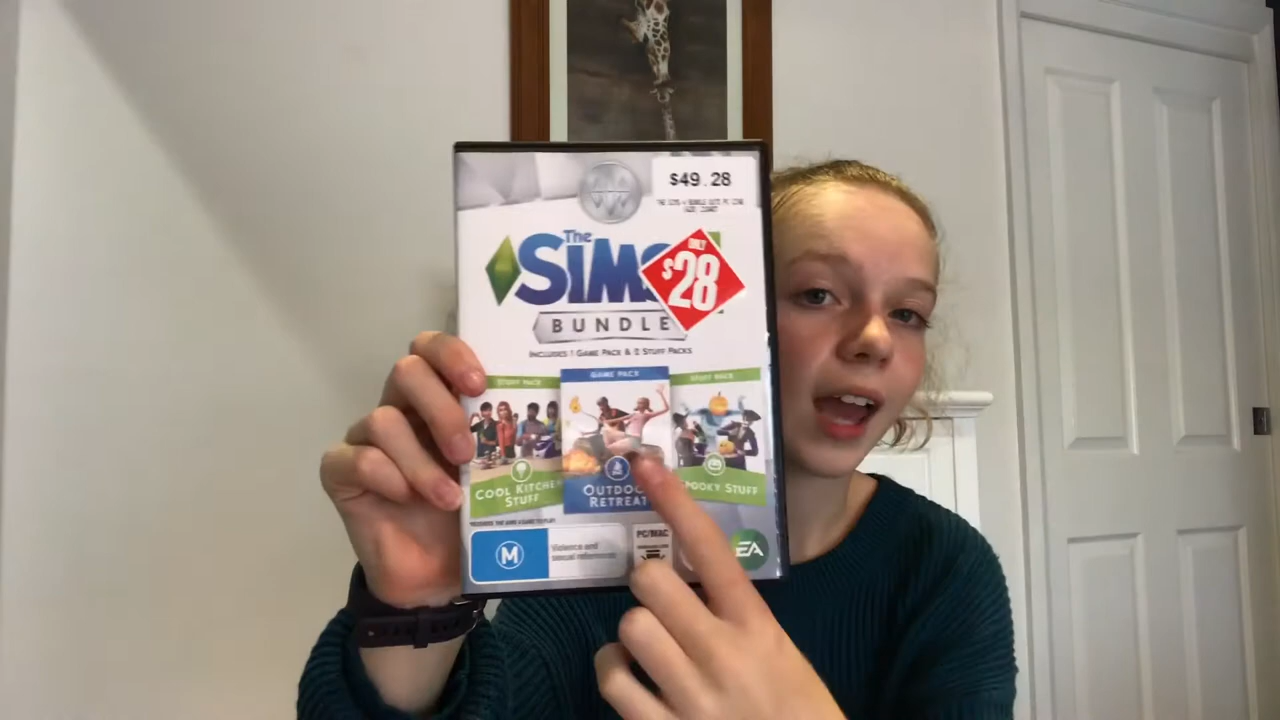 $49.28
The
SIMS
ONLY
$28
BUNDLE
INCLUDES 1 GAME PACK & 2 STUFF PACKS
STUFF PACK
GAME PACK
STUFF PACK
COOL KITCHEN
STUFF
OUTDOO
RETREAT
SPOOKY STUFF
M
Violence and
sexual references
PC/MAC
EA